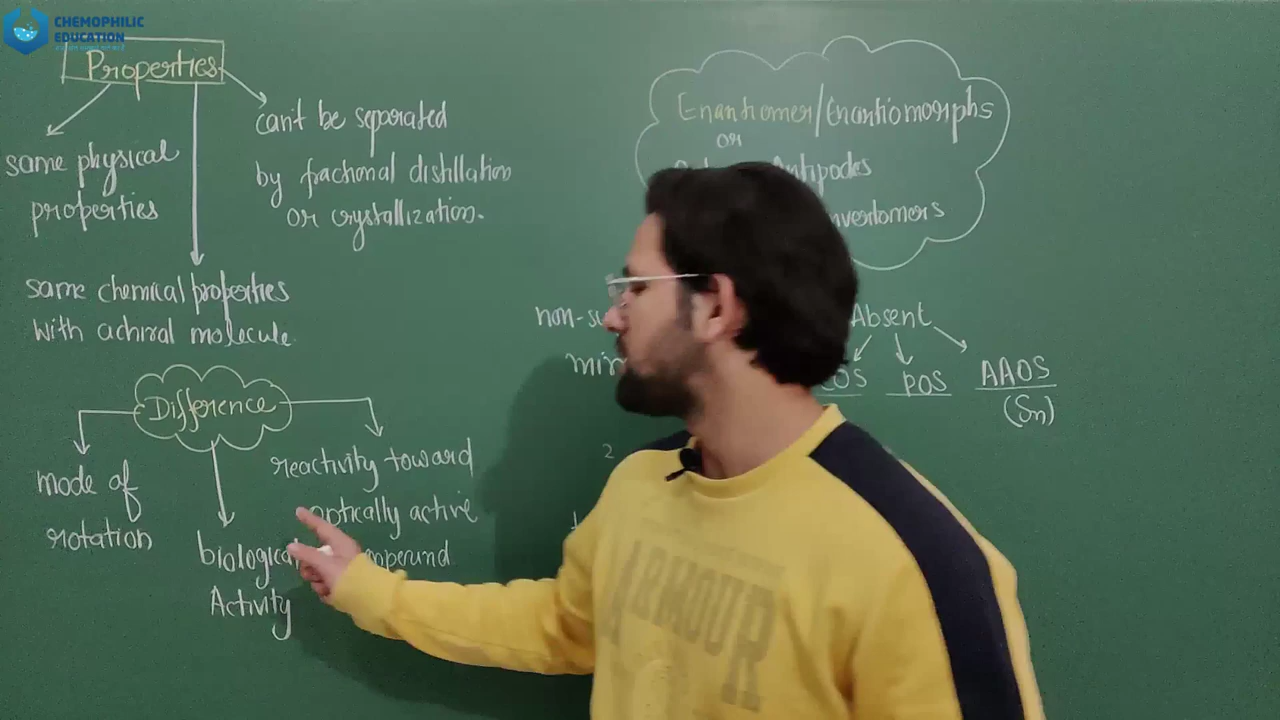 CHEMOPHILIC
EDUCATION
Properties
can't be separated
by fractional distillation
or crystallization.
same physical
properties
same chemical properties
with achiral molecule.
Difference
mode of
rotation
biological
Activity
reactivity toward
optically active
Enantiomer/Enantiomorphs
or
Antipodes
Absent
POS
AAOS
(Sn)
2
ARMOUR